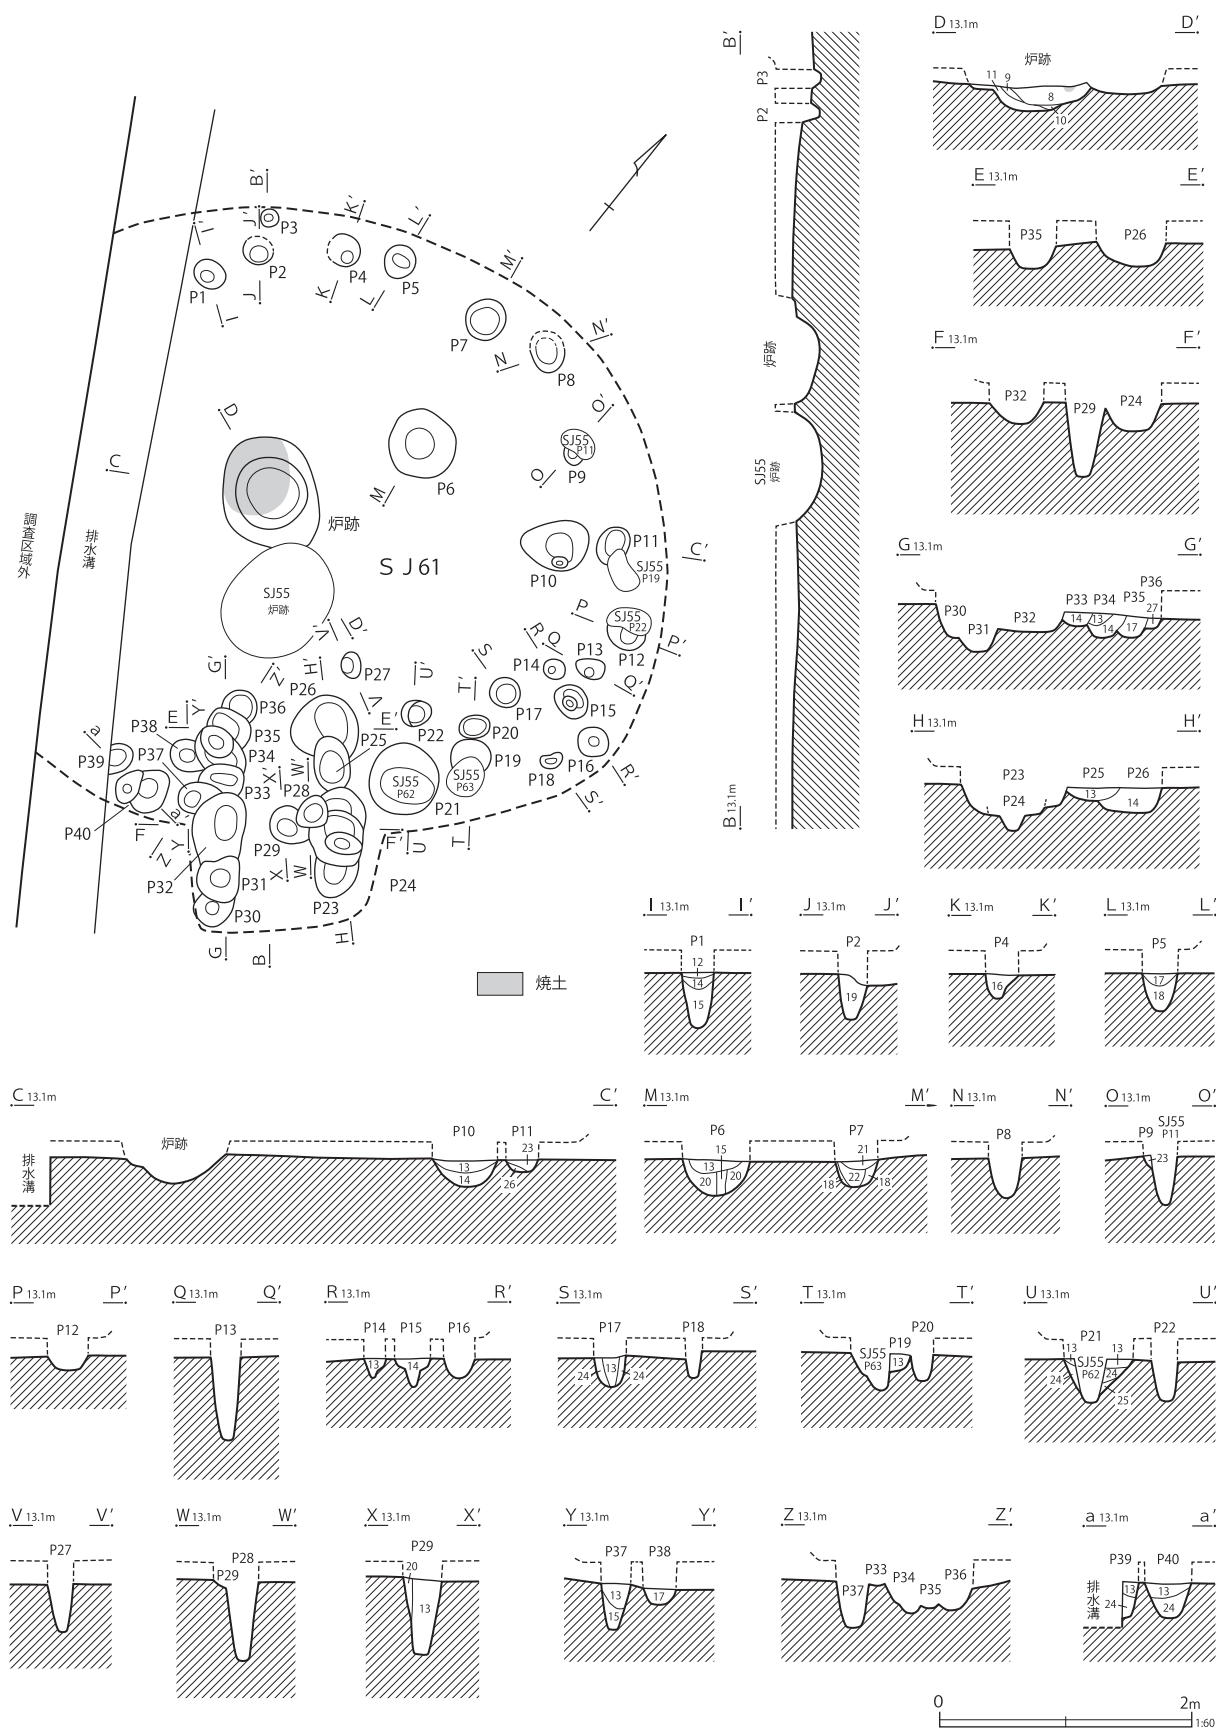 B′
P3
P2
炉跡
SJ55
炉跡
B 13.1m
D 13.1m
D′
炉跡
11
9
8
10
E 13.1m
E′
P35
P26
F 13.1m
F′
P32
P29
P24
G 13.1m
G′
P30
P31
P32
P33
P34
P35
P36
14
13
14
17
27
H 13.1m
H′
P23
P24
P25
P26
13
14
B′
J′
I′
P3
P2
P1
J
I
K′
L′
P4
P5
K
L
M′
P7
N
N′
P8
D
C
O′
SJ55
P11
P9
O
P6
M
炉跡
SJ61
SJ55
炉跡
P10
P11
SJ55
P19
C′
調査区域外
排水溝
P
SJ55
P22
P12
P′
V′
D′
G′
Z′
H′
P27
V
U′
T′
S
R
Q
P14
P13
P15
Q′
P17
P16
R′
S′
P18
P20
P19
SJ55
P63
P22
E′
P26
P25
SJ55
P62
P21
P36
P35
P34
P33
E
Y′
P38
P37
a′
P39
P40
a
F
Z
Y
X′
W′
P28
P29
X
W
F′
U
T
P32
P31
P30
P23
P24
G
B
H
焼土
I 13.1m
I′
P1
12
14
15
J 13.1m
J′
P2
19
K 13.1m
K′
P4
16
L 13.1m
L′
P5
17
18
C 13.1m
C′
排水溝
炉跡
P10
P11
13
14
23
26
M 13.1m
M′
P6
P7
15
13
20
20
21
22
18
18
N 13.1m
N′
P8
O 13.1m
O′
SJ55
P11
P9
23
P 13.1m
P′
P12
Q 13.1m
Q′
P13
R 13.1m
R′
P14
P15
P16
13
14
S 13.1m
S′
P17
P18
24
13
24
T 13.1m
T′
P20
P19
SJ55
P63
13
U 13.1m
U′
P21
P22
13
SJ55
P62
13
24
24
25
V 13.1m
V′
P27
W 13.1m
W′
P28
P29
X 13.1m
X′
P29
20
13
Y 13.1m
Y′
P37
P38
13
15
17
Z 13.1m
Z′
P33
P37
P34
P35
P36
a 13.1m
a′
P39
P40
排水溝
13
24
13
24
0
2m
1:60